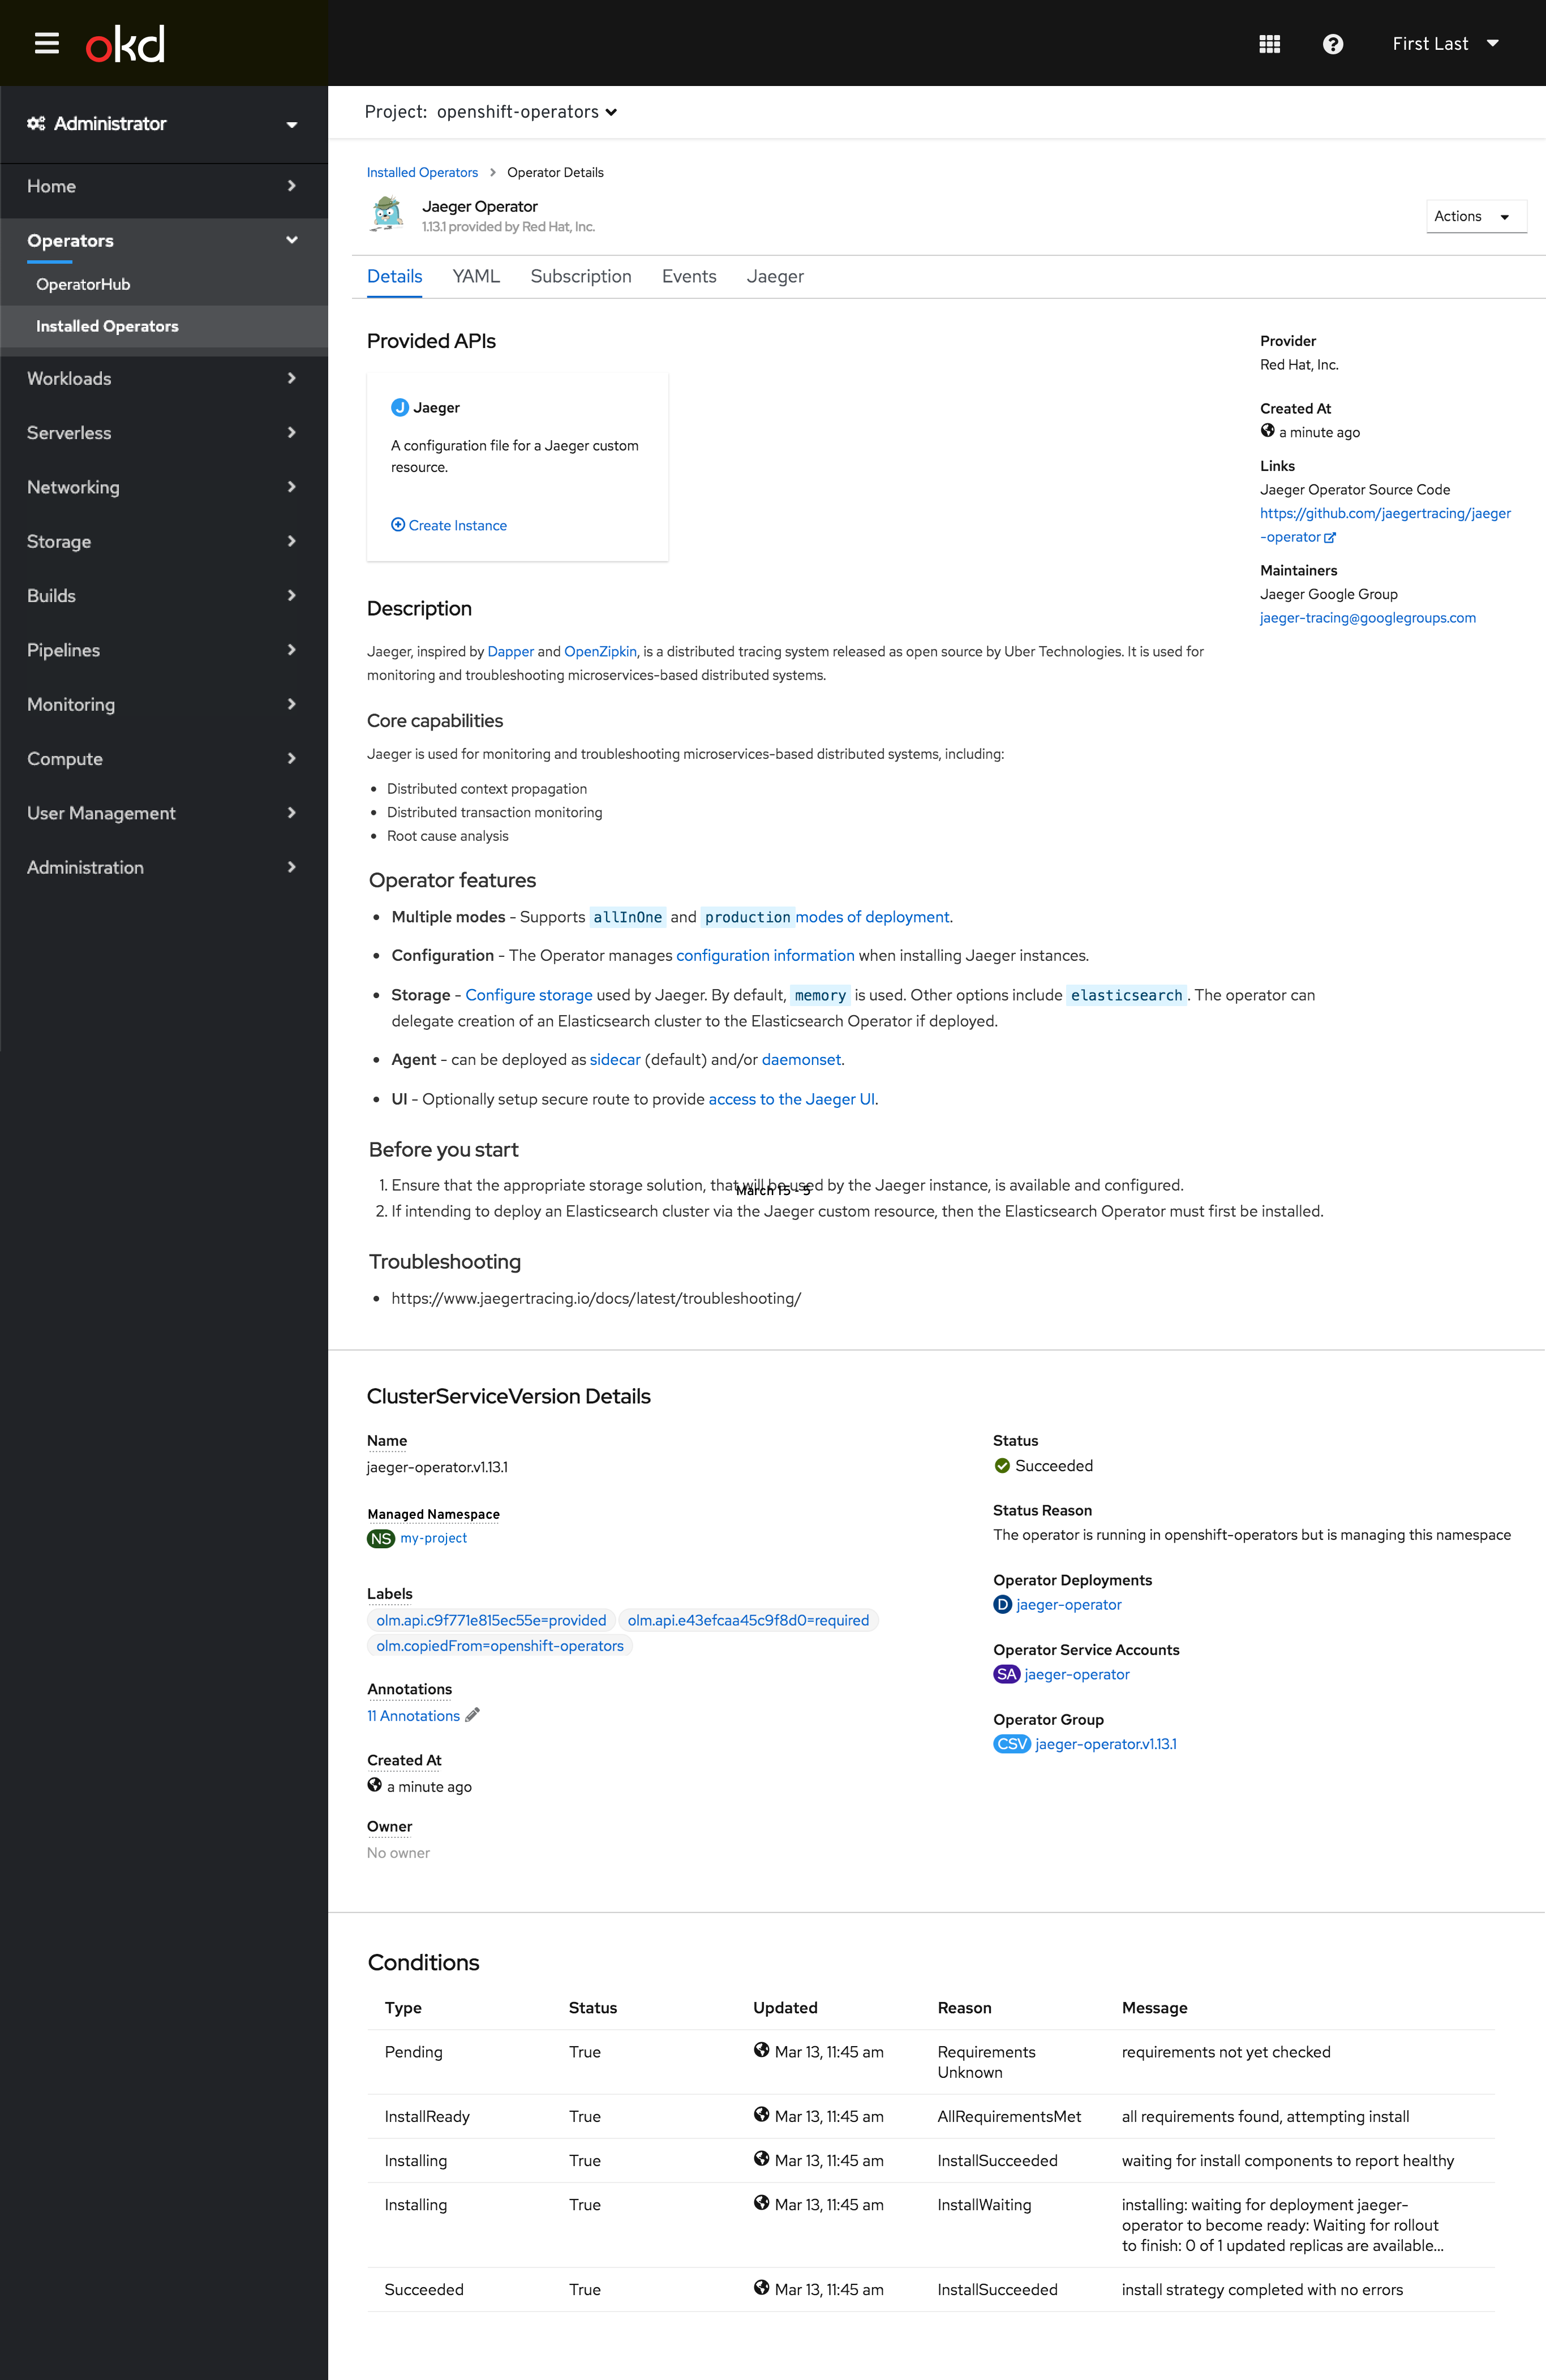 okd
First Last
Administrator
Home
Operators
OperatorHub
Installed Operators
Workloads
Serverless
Networking
Storage
Builds
Pipelines
Monitoring
Compute
User Management
Administration
Project: openshift-operators
Installed Operators > Operator Details
Jaeger Operator
1.13.1 provided by Red Hat, Inc.
Actions
Details YAML Subscription Events Jaeger
Provided APIs
J Jaeger
A configuration file for a Jaeger custom
resource.
Create Instance
Provider
Red Hat, Inc.
Created At
a minute ago
Links
Jaeger Operator Source Code
https://github.com/jaegertracing/jaeger
-operator
Maintainers
Jaeger Google Group
jaeger-tracing@googlegroups.com
Description
Jaeger, inspired by Dapper and OpenZipkin, is a distributed tracing system released as open source by Uber Technologies. It is used for
monitoring and troubleshooting microservices-based distributed systems.
Core capabilities
Jaeger is used for monitoring and troubleshooting microservices-based distributed systems, including:
• Distributed context propagation
• Distributed transaction monitoring
• Root cause analysis
Operator features
• Multiple modes - Supports allInOne and production modes of deployment.
• Configuration - The Operator manages configuration information when installing Jaeger instances.
• Storage - Configure storage used by Jaeger. By default, memory is used. Other options include elasticsearch. The operator can
delegate creation of an Elasticsearch cluster to the Elasticsearch Operator if deployed.
• Agent - can be deployed as sidecar (default) and/or daemonset.
• UI - Optionally setup secure route to provide access to the Jaeger UI.
Before you start
1. Ensure that the appropriate storage solution, that will be used by the Jaeger instance, is available and configured.
March 15 - 5
2. If intending to deploy an Elasticsearch cluster via the Jaeger custom resource, then the Elasticsearch Operator must first be installed.
Troubleshooting
• https://www.jaegertracing.io/docs/latest/troubleshooting/
ClusterServiceVersion Details
Name
jaeger-operator.v1.13.1
Managed Namespace
NS my-project
Labels
olm.api.c9f771e815ec55e=provided olm.api.e43efcaa45c9f8d0=required
olm.copiedFrom=openshift-operators
Annotations
11 Annotations
Created At
a minute ago
Owner
No owner
Status
Succeeded
Status Reason
The operator is running in openshift-operators but is managing this namespace
Operator Deployments
D jaeger-operator
Operator Service Accounts
SA jaeger-operator
Operator Group
CSV jaeger-operator.v1.13.1
Conditions
Type Status Updated Reason Message
Pending True Mar 13, 11:45 am Requirements requirements not yet checked
Unknown
InstallReady True Mar 13, 11:45 am AllRequirementsMet all requirements found, attempting install
Installing True Mar 13, 11:45 am InstallSucceeded waiting for install components to report healthy
Installing True Mar 13, 11:45 am InstallWaiting installing: waiting for deployment jaeger-
operator to become ready: Waiting for rollout
to finish: 0 of 1 updated replicas are available...
Succeeded True Mar 13, 11:45 am InstallSucceeded install strategy completed with no errors